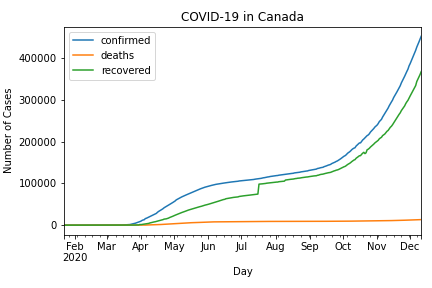 COVID-19 in Canada
confirmed
deaths
recovered
Number of Cases
400000
300000
200000
100000
0
Feb Mar Apr May Jun Jul Aug Sep Oct Nov Dec
2020
Day